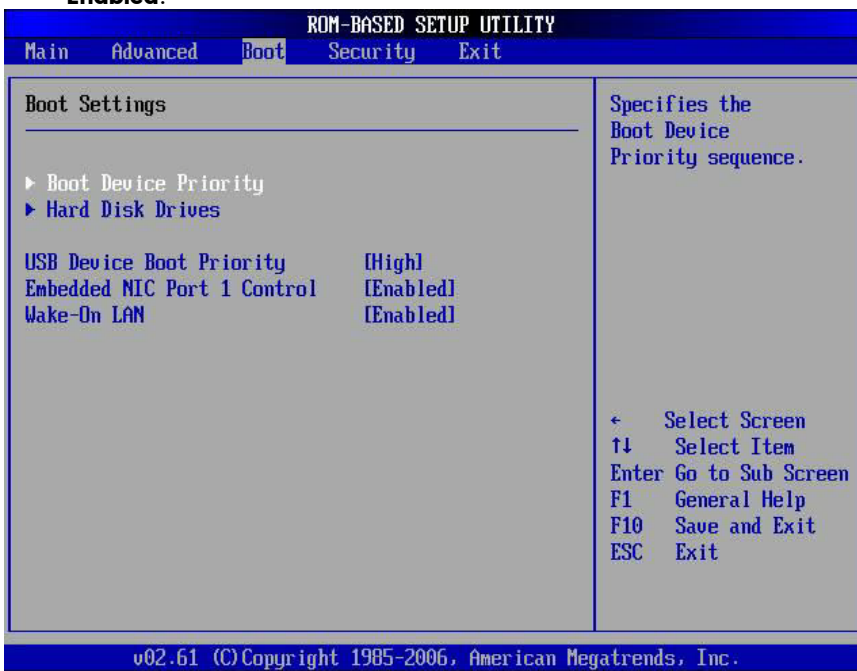 Enabled.
ROM-BASED SETUP UTILITY
Main Advanced Boot Security Exit
Boot Settings
▶ Boot Device Priority
▶ Hard Disk Drives
USB Device Boot Priority [High]
Embedded NIC Port 1 Control [Enabled]
Wake-On LAN [Enabled]
Specifies the
Boot Device
Priority sequence.
← Select Screen
↑↓ Select Item
Enter Go to Sub Screen
F1 General Help
F10 Save and Exit
ESC Exit
v02.61 (C)Copyright 1985-2006, American Megatrends, Inc.